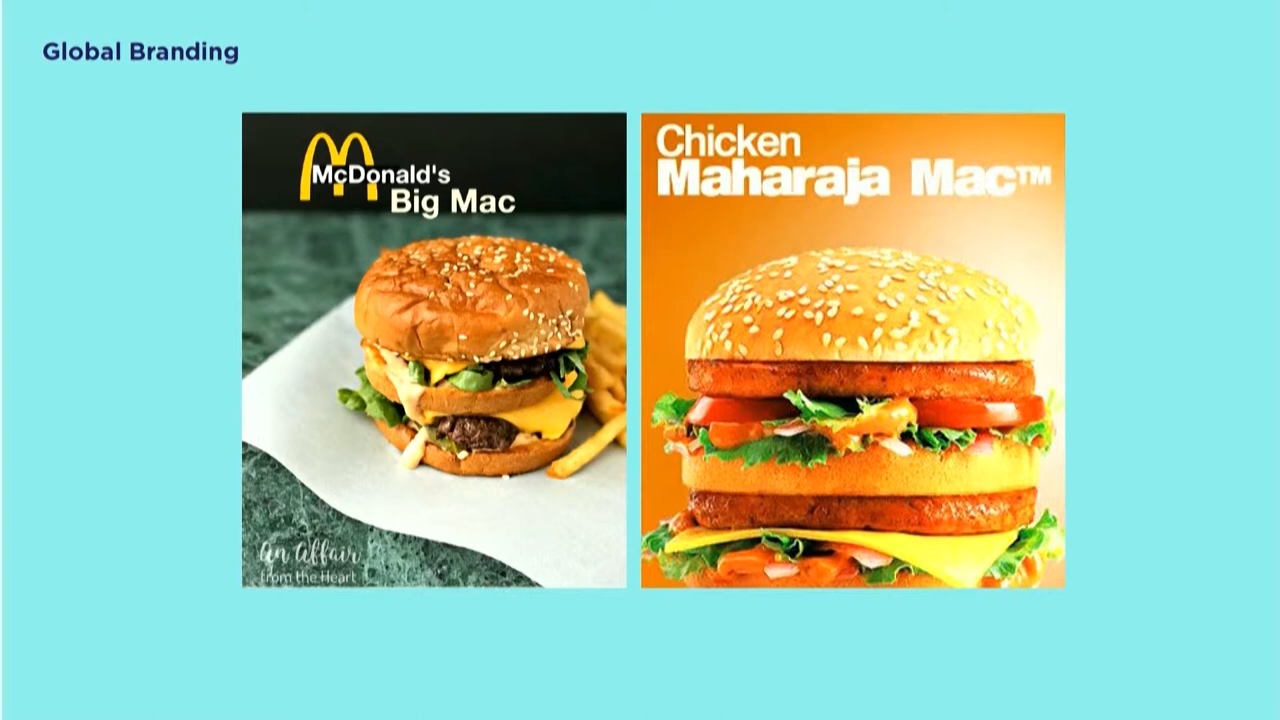 Global Branding
McDonald's
Big Mac
An Affair
from the Heart
Chicken
Maharaja Mac™